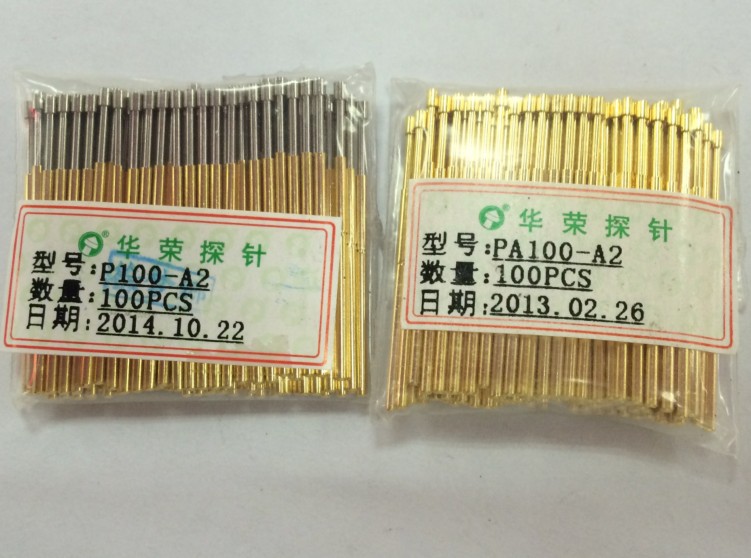 ® 华荣探针
型号:P100-A2
数量:100PCS
日期:2014.10.22
® 华荣探针
型号:PA100-A2
数量:100PCS
日期:2013.02.26